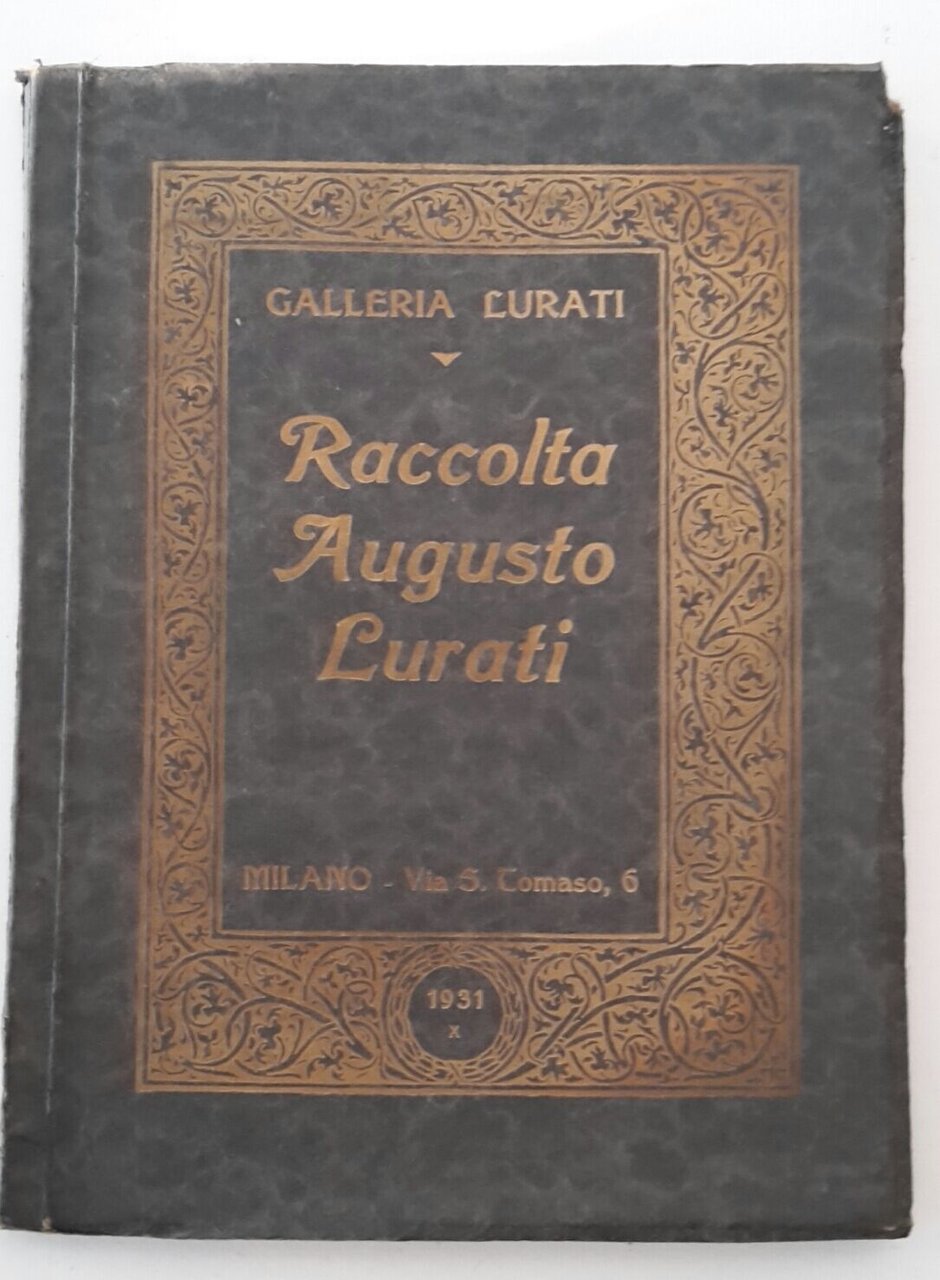 GALLERIA LURATI
Raccolta
Augusto
Lurati
MILANO - Via S. Tomaso, 6
1931
X